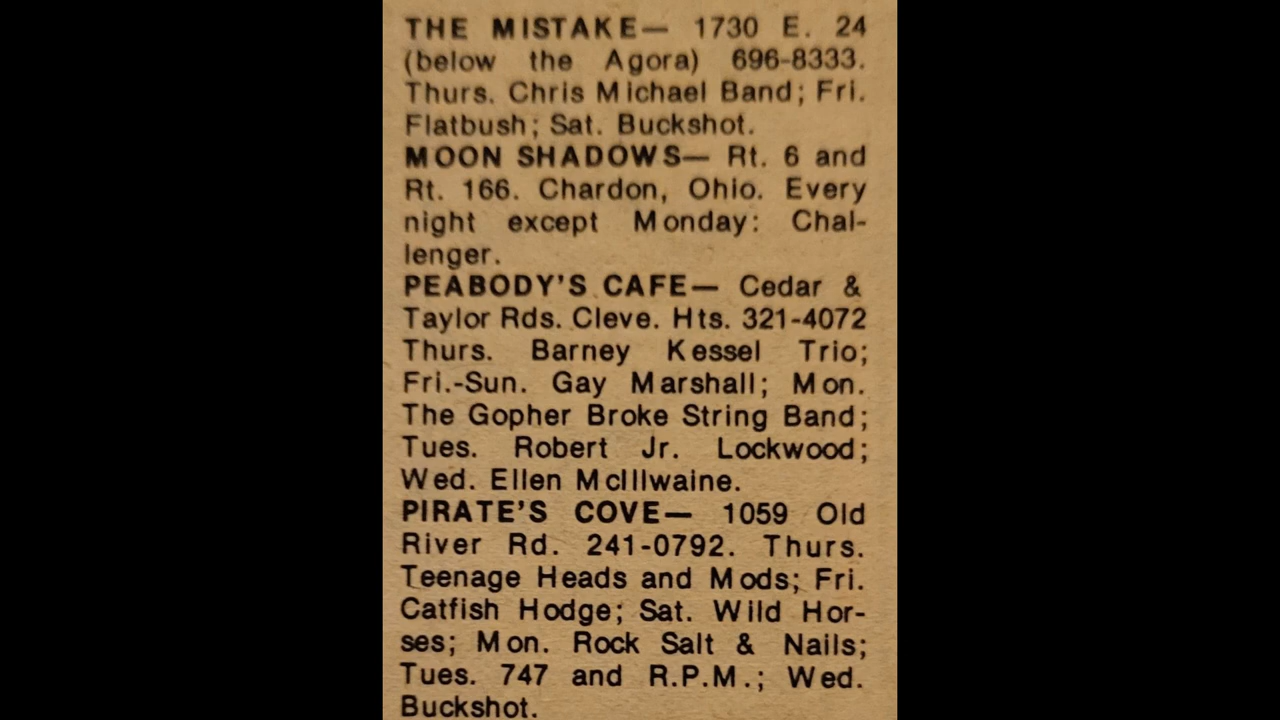 THE MISTAKE— 1730 E. 24
(below the Agora) 696-8333.
Thurs. Chris Michael Band; Fri.
Flatbush; Sat. Buckshot.
MOON SHADOWS— Rt. 6 and
Rt. 166. Chardon, Ohio. Every
night except Monday: Chal-
lenger.
PEABODY'S CAFE— Cedar &
Taylor Rds. Cleve. Hts. 321-4072
Thurs. Barney Kessel Trio;
Fri.-Sun. Gay Marshall; Mon.
The Gopher Broke String Band;
Tues. Robert Jr. Lockwood;
Wed. Ellen McIllwaine.
PIRATE'S COVE— 1059 Old
River Rd. 241-0792. Thurs.
Teenage Heads and Mods; Fri.
Catfish Hodge; Sat. Wild Hor-
ses; Mon. Rock Salt & Nails;
Tues. 747 and R.P.M.; Wed.
Buckshot.